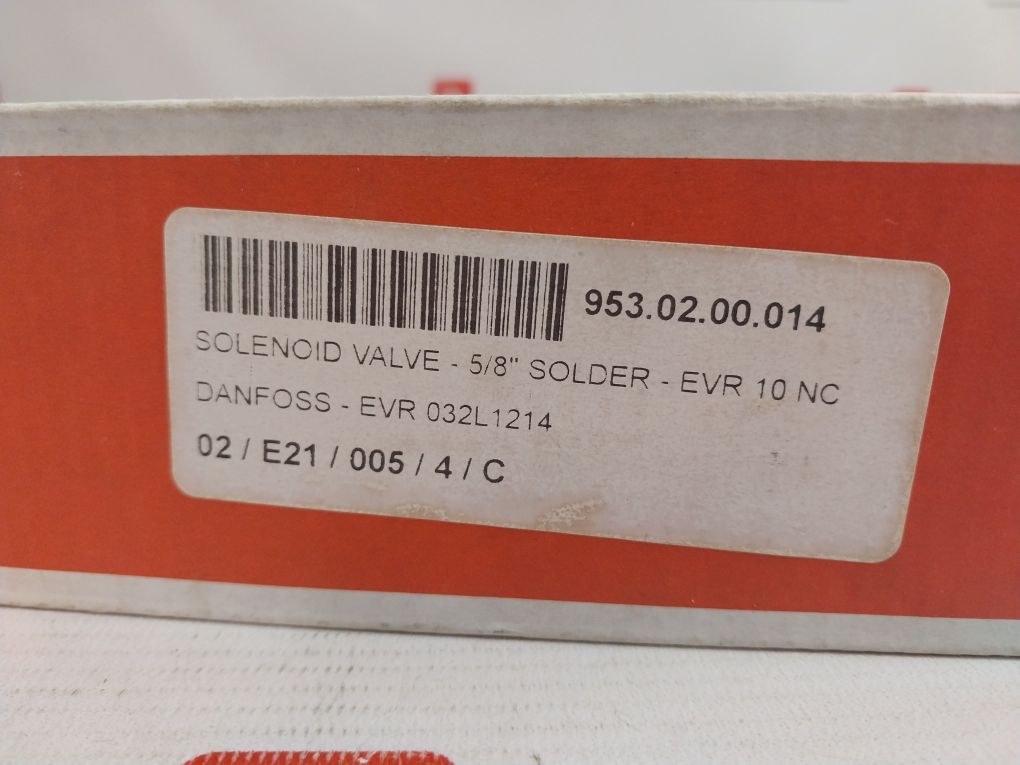 953.02.00.014
SOLENOID VALVE - 5/8" SOLDER - EVR 10 NC
DANFOSS - EVR 032L1214
02 / E21 / 005 / 4 / C